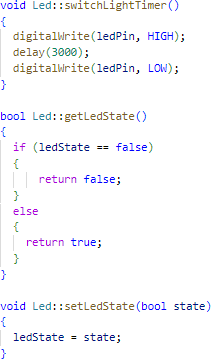 void Led::switchLightTimer()
{
  digitalWrite(ledPin, HIGH);
  delay(3000);
  digitalWrite(ledPin, LOW);
}

bool Led::getLedState()
{
  if (ledState == false)
  {
      return false;
  }
  else
  {
    return true;
  }
}

void Led::setLedState(bool state)
{
  ledState = state;
}